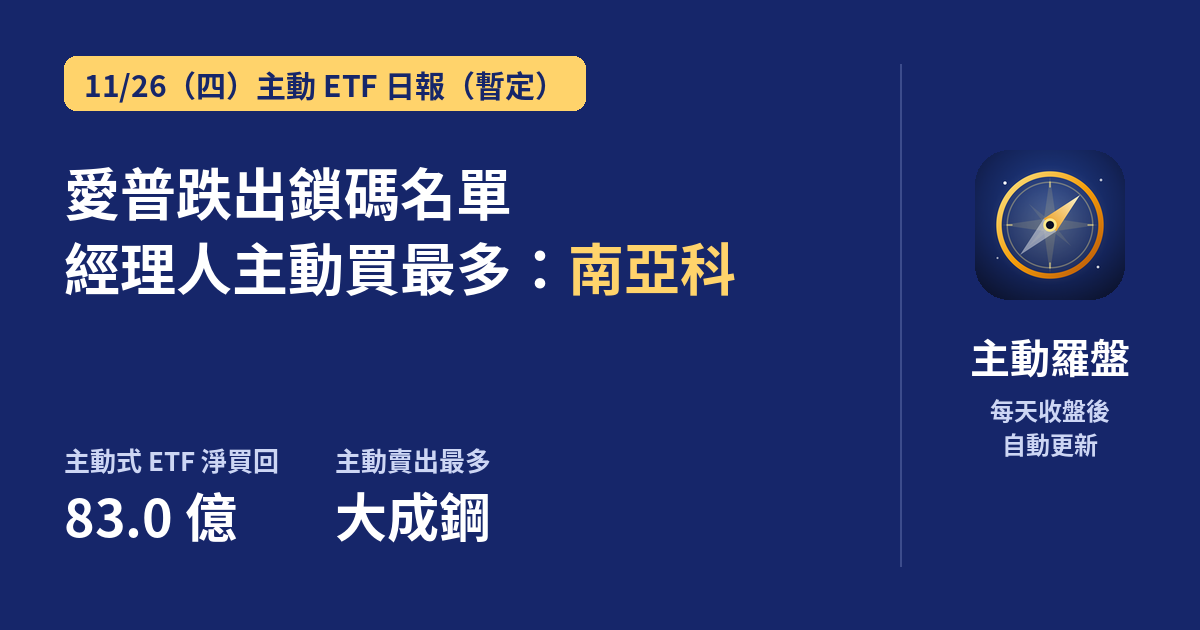 11/26（四）主動 ETF 日報（暫定）
愛普跌出鎖碼名單
經理人主動買最多：南亞科
主動式 ETF 淨買回
83.0 億
主動賣出最多
大成鋼
主動羅盤
每天收盤後
自動更新